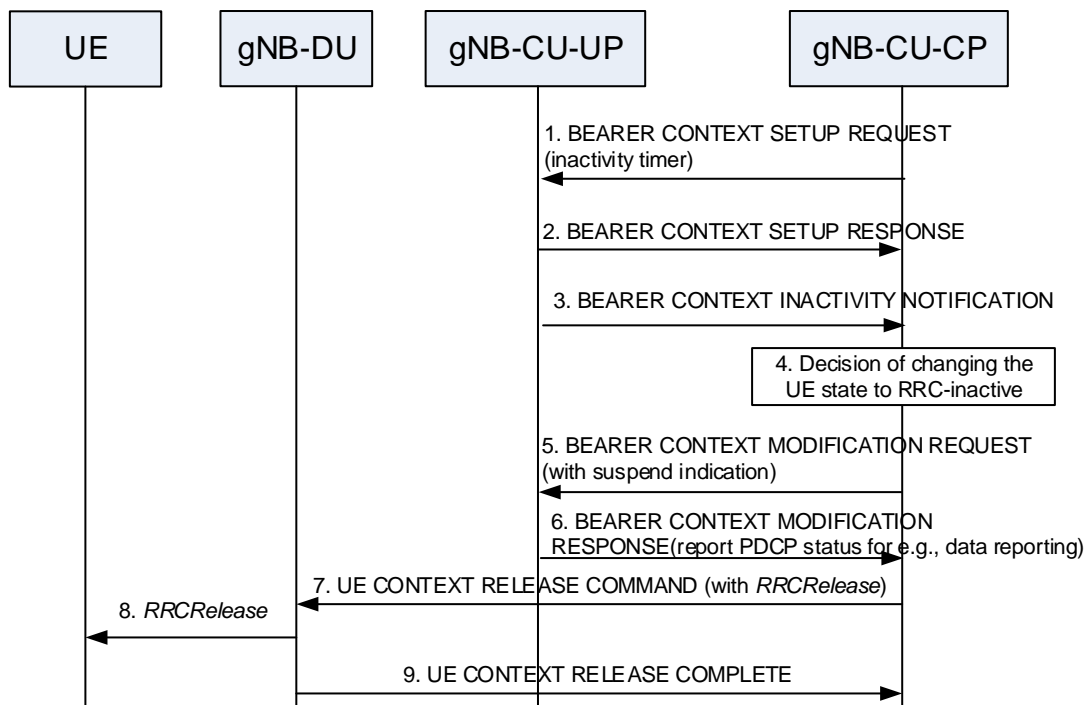 UE
gNB-DU
gNB-CU-UP
gNB-CU-CP
1. BEARER CONTEXT SETUP REQUEST
(inactivity timer)
2. BEARER CONTEXT SETUP RESPONSE
3. BEARER CONTEXT INACTIVITY NOTIFICATION
4. Decision of changing the
UE state to RRC-inactive
5. BEARER CONTEXT MODIFICATION REQUEST
(with suspend indication)
6. BEARER CONTEXT MODIFICATION
RESPONSE(report PDCP status for e.g., data reporting)
7. UE CONTEXT RELEASE COMMAND (with RRCRelease)
8. RRCRelease
9. UE CONTEXT RELEASE COMPLETE